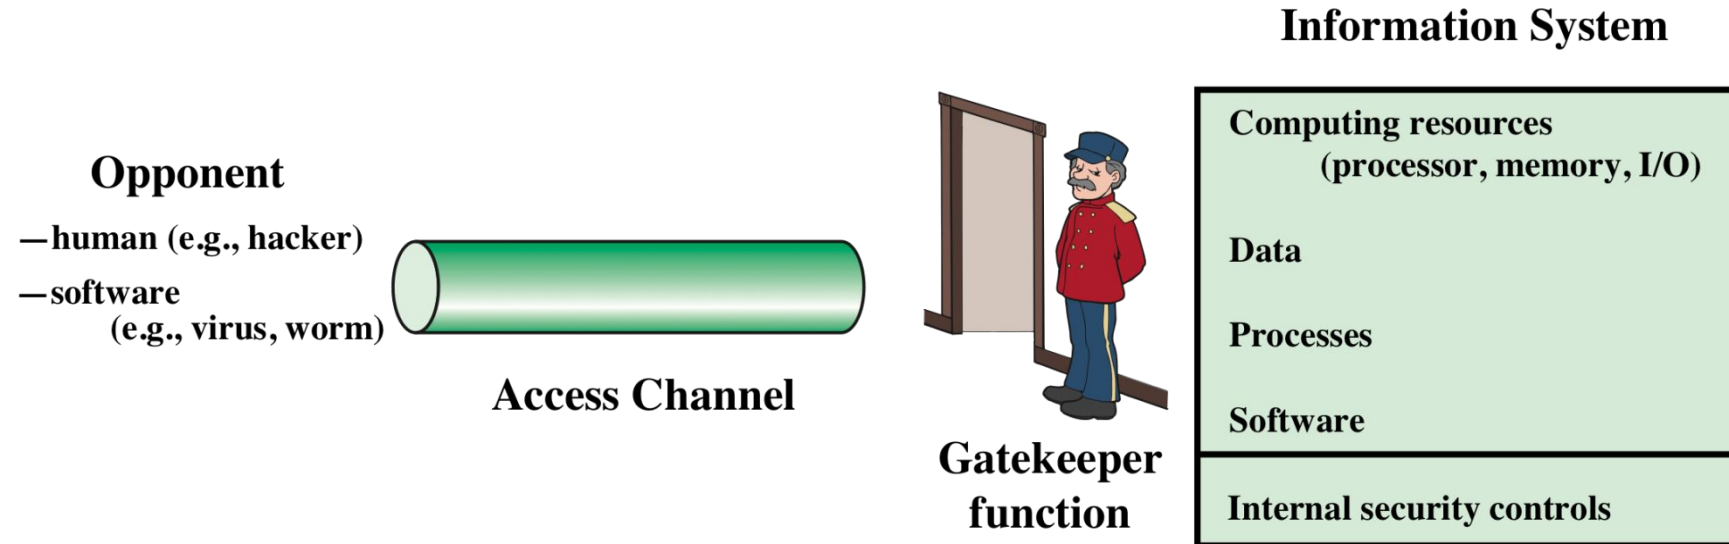 Information System
Opponent
—human (e.g., hacker)
—software
(e.g., virus, worm)
Access Channel
Gatekeeper
function
Computing resources
(processor, memory, I/O)
Data
Processes
Software
Internal security controls